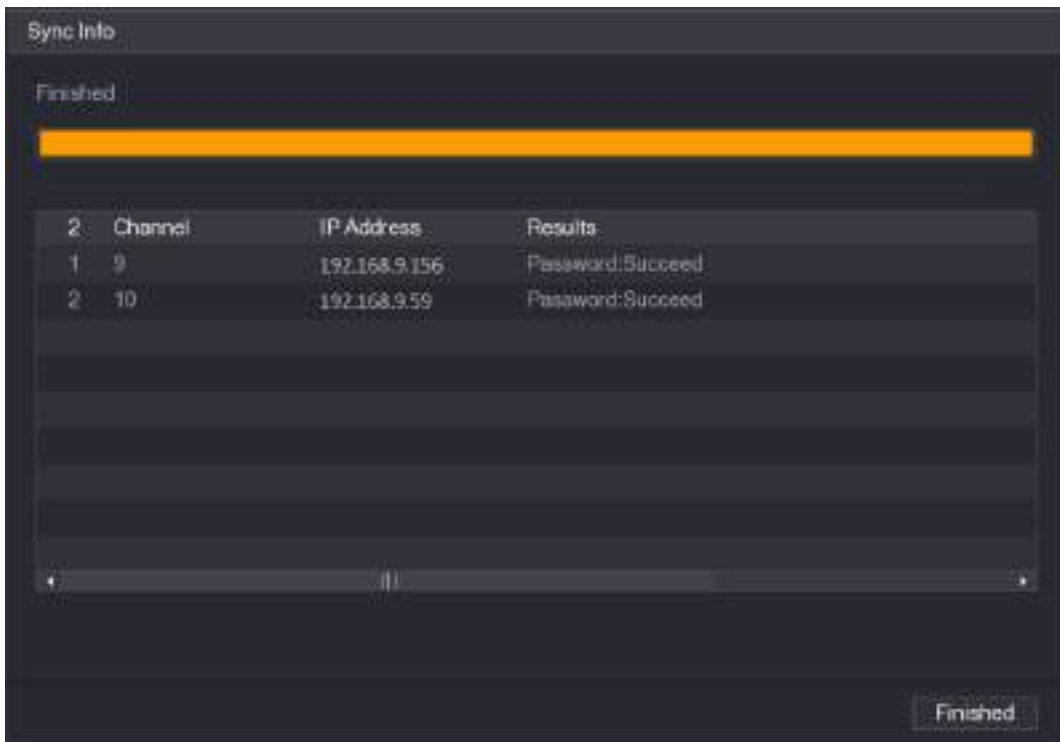 Sync Info
Finished
2 Channel IP Address Results
1 9 192.168.9.156 Password:Succeed
2 10 192.168.9.59 Password:Succeed
Finished